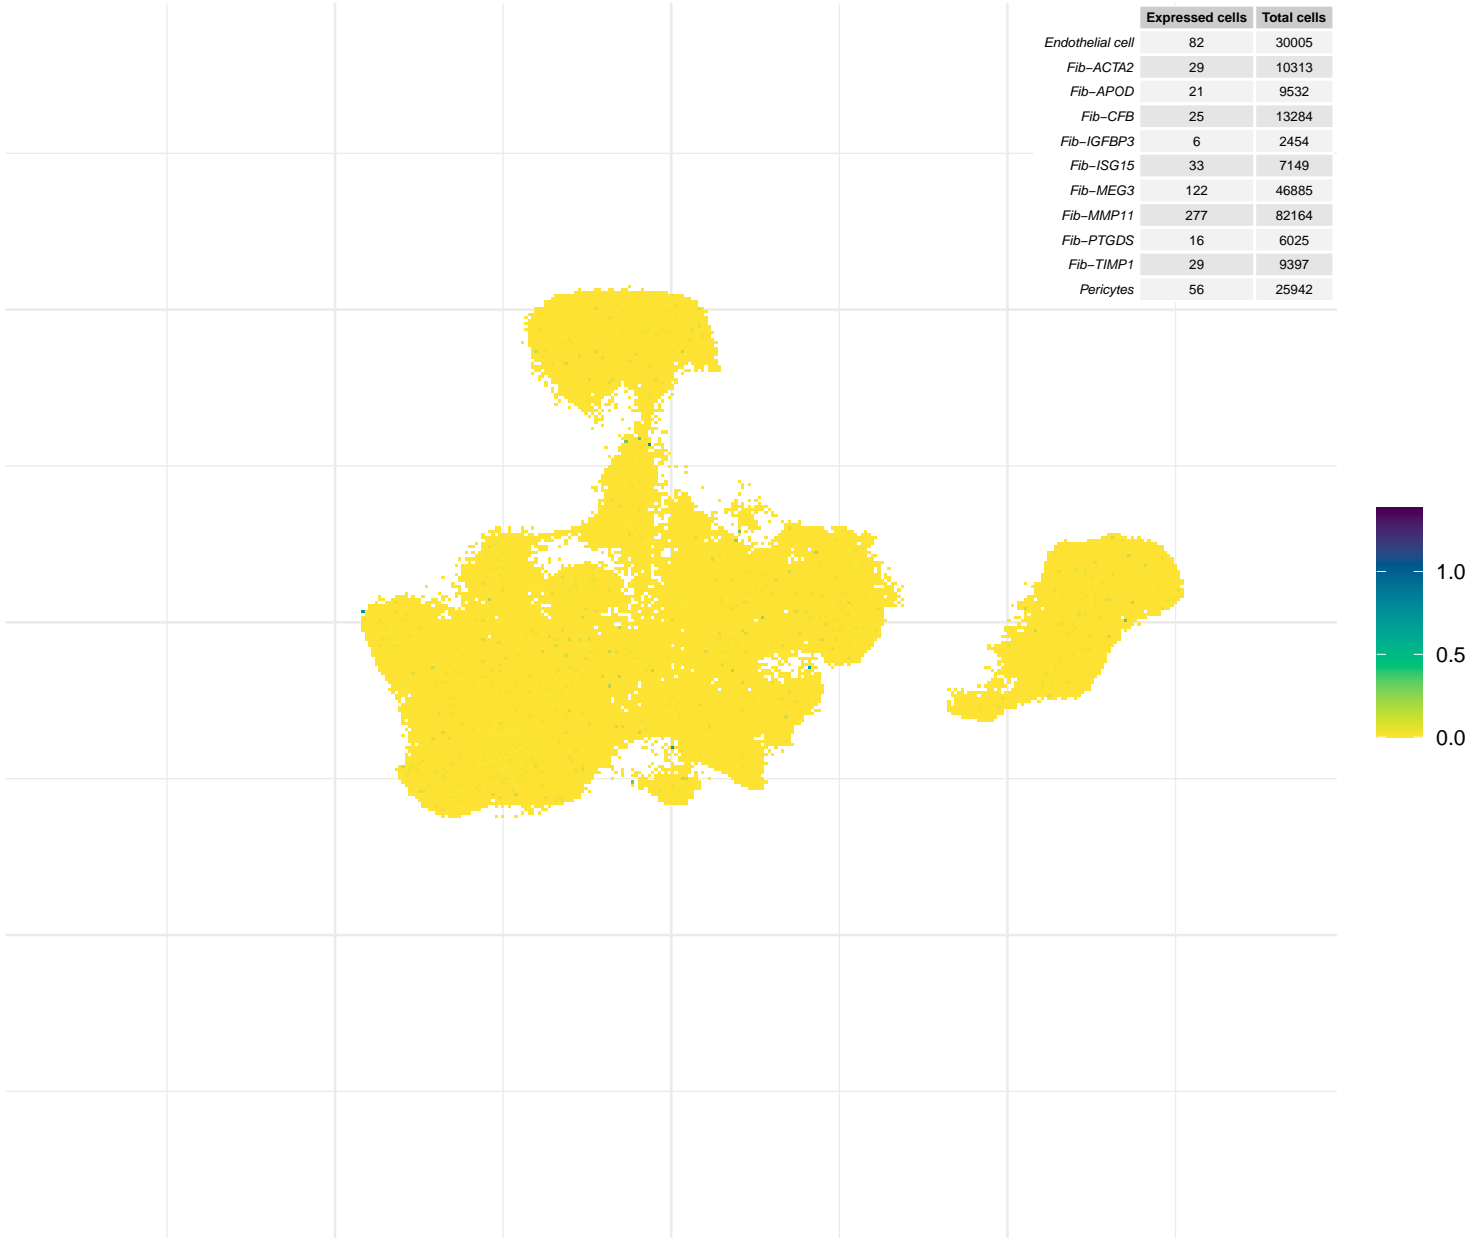 Expressed cells Total cells
Endothelial cell 82 30005
Fib−ACTA2 29 10313
Fib−APOD 21 9532
Fib−CFB 25 13284
Fib−IGFBP3 6 2454
Fib−ISG15 33 7149
Fib−MEG3 122 46885
Fib−MMP11 277 82164
Fib−PTGDS 16 6025
Fib−TIMP1 29 9397
Pericytes 56 25942
1.0
0.5
0.0